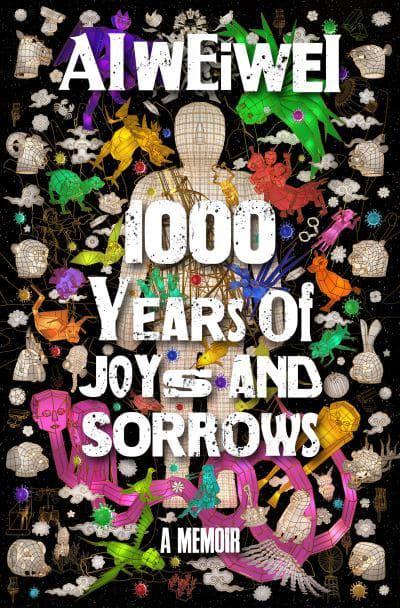 AIWEiWEI
1000
YEARS Of
JOYS AND
SORROWS
A MEMOIR